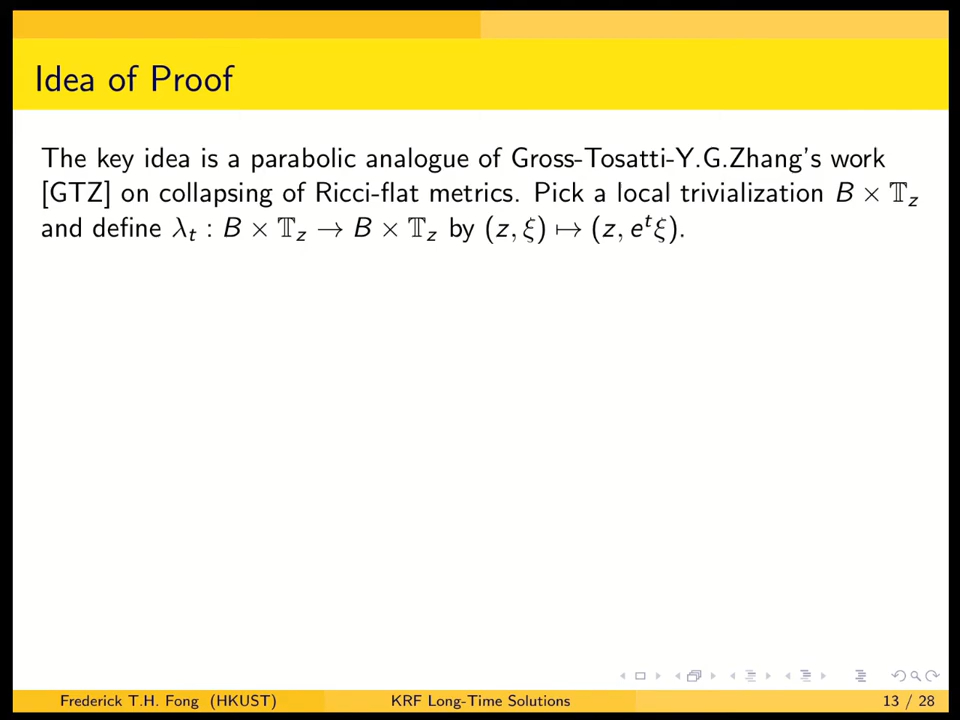 Idea of Proof
The key idea is a parabolic analogue of Gross-Tosatti-Y.G.Zhang's work
[GTZ] on collapsing of Ricci-flat metrics. Pick a local trivialization B × 𝕋_z
and define λ_t : B × 𝕋_z → B × 𝕋_z by (z, ξ) ↦ (z, e^t ξ).
Frederick T.H. Fong (HKUST) KRF Long-Time Solutions 13 / 28